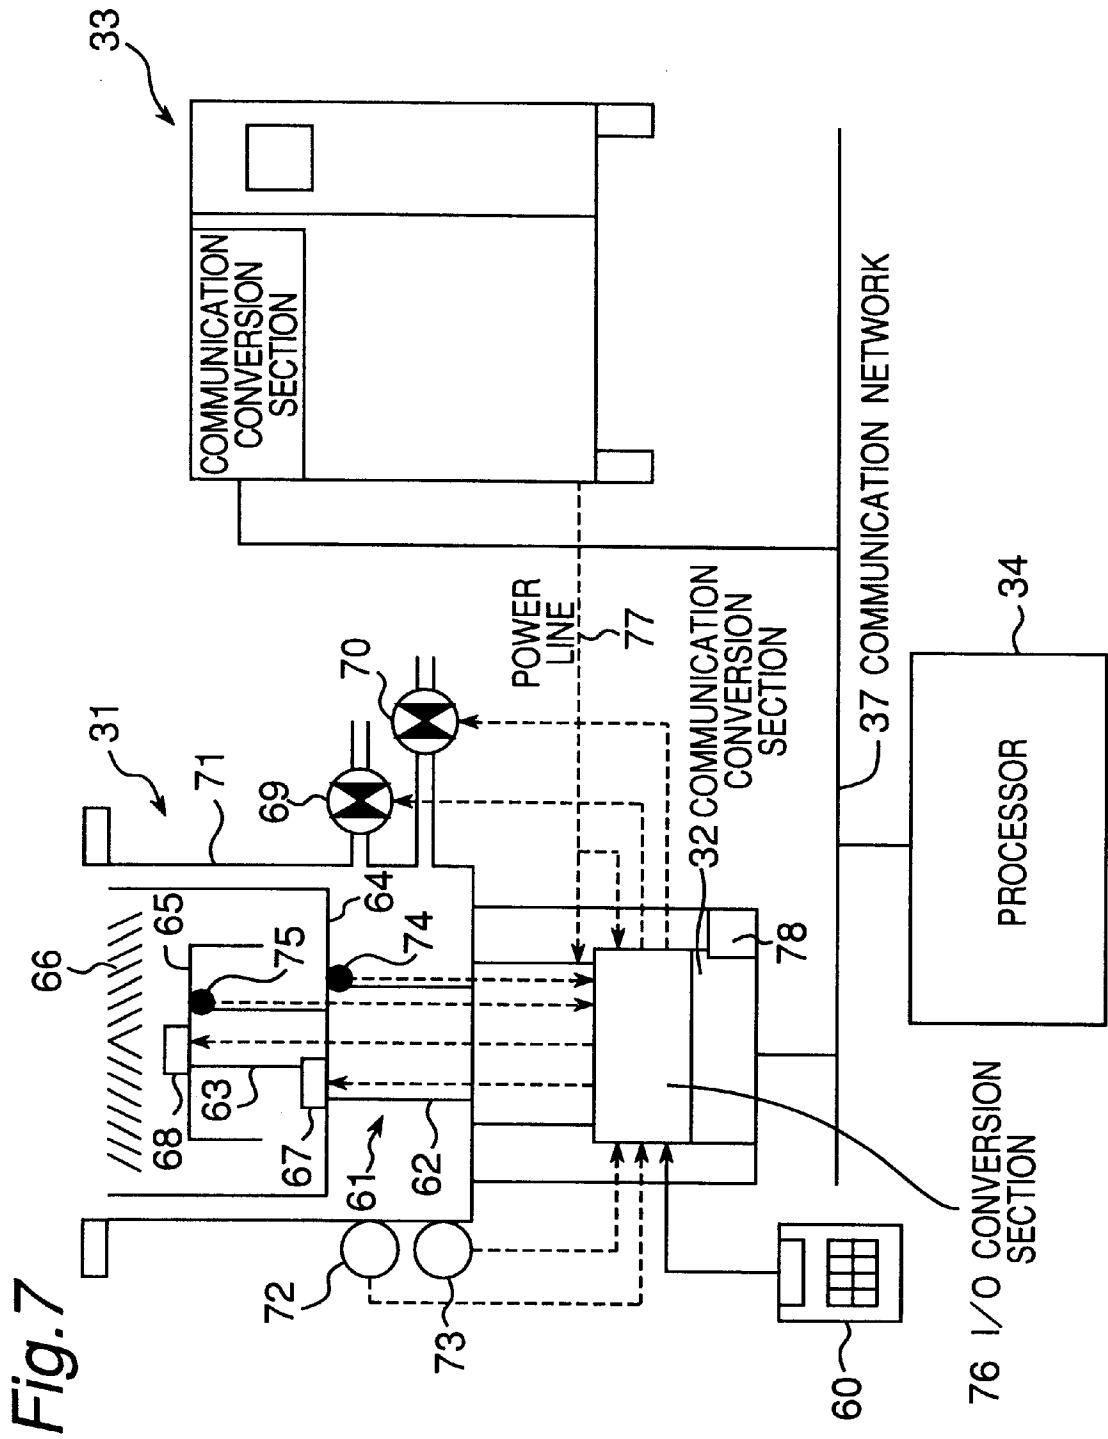 Fig.7
33
COMMUNICATION
CONVERSION
SECTION
31
71
70
69
POWER
LINE
77
66
65
75
64
74
68
63
67
61
62
72
73
32 COMMUNICATION
CONVERSION
SECTION
78
37 COMMUNICATION NETWORK
34
PROCESSOR
60
76 I/O CONVERSION
SECTION